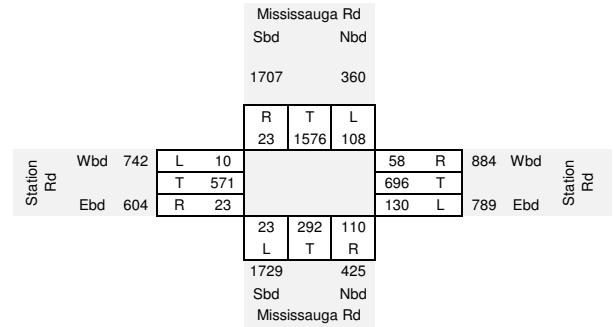 Mississauga Rd
Sbd Nbd
1707 360
R T L
23 1576 108
Station Rd
Wbd 742 L 10 58 R 884 Wbd
T 571 696 T
Ebd 604 R 23 130 L 789 Ebd
Station Rd
23 292 110
L T R
1729 425
Sbd Nbd
Mississauga Rd